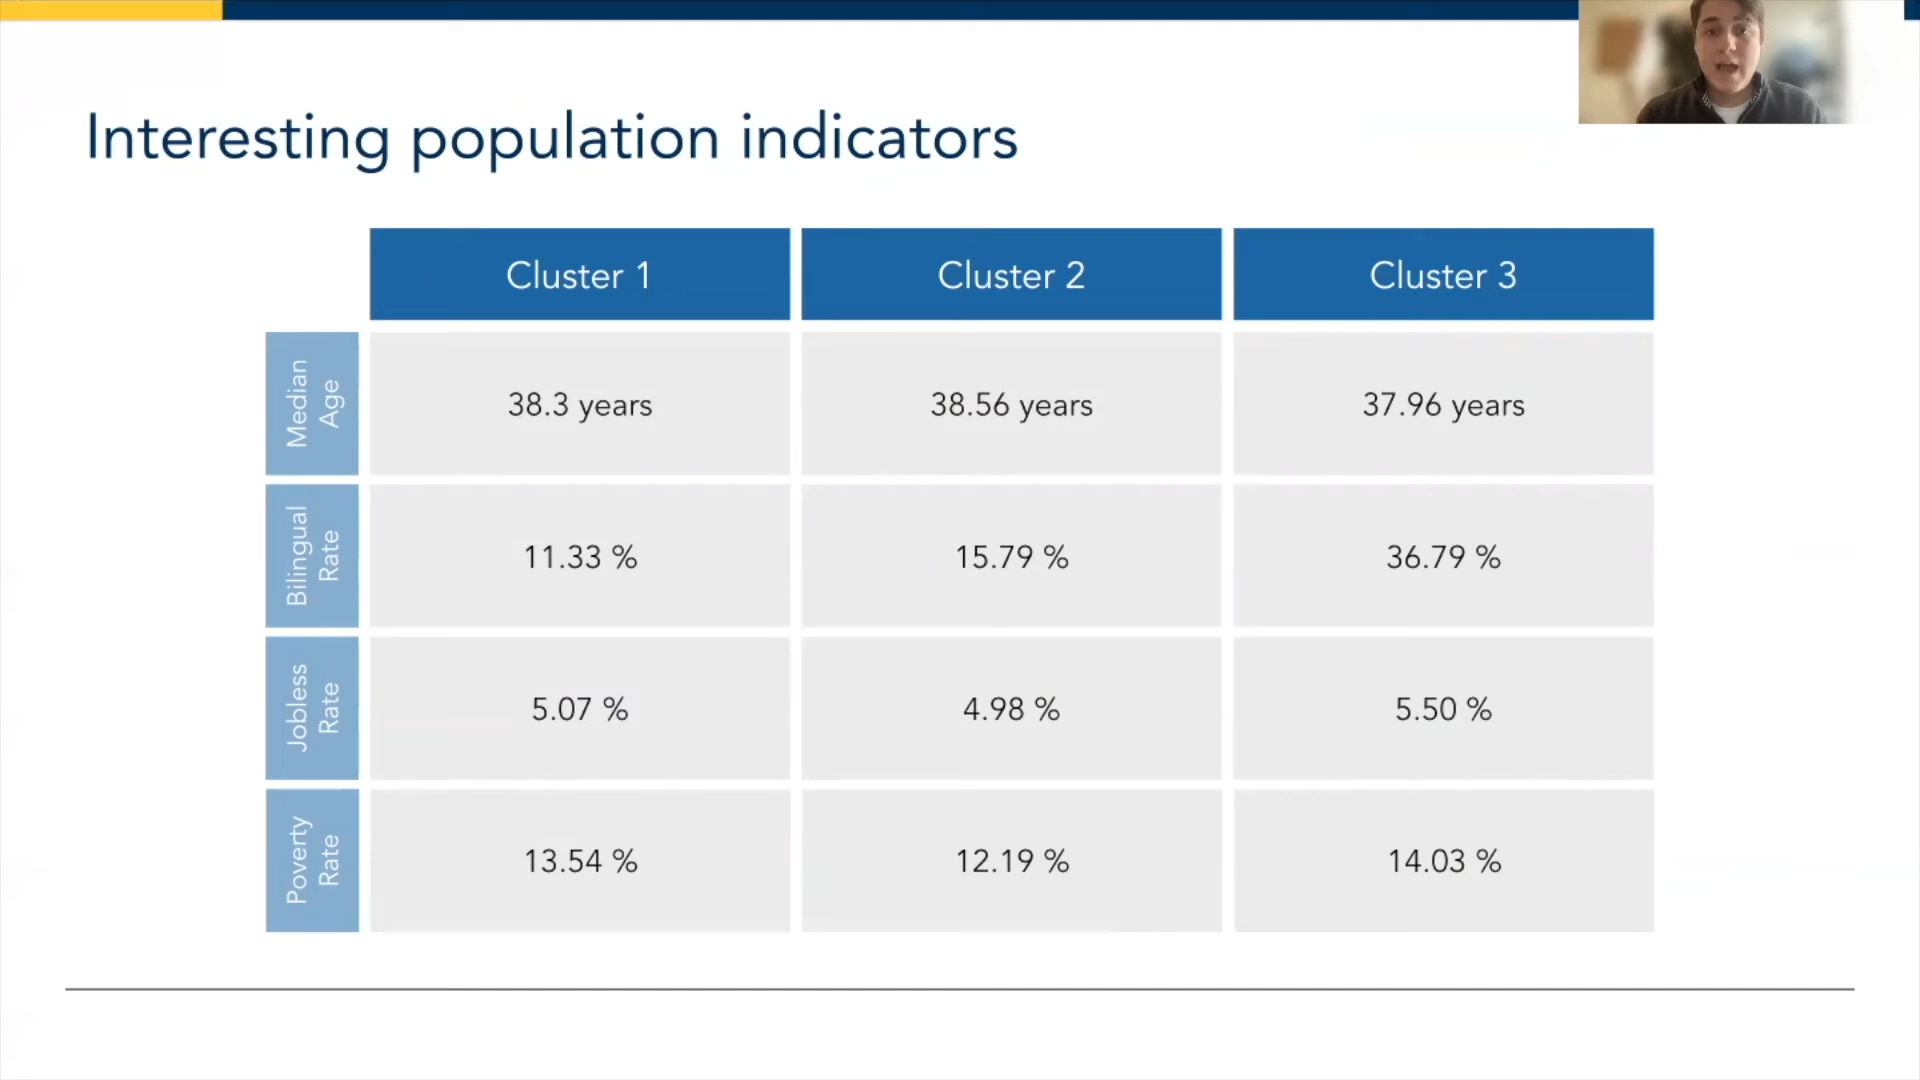 Interesting population indicators
Cluster 1
Cluster 2
Cluster 3
Median
Age
38.3 years
38.56 years
37.96 years
Bilingual
Rate
11.33 %
15.79 %
36.79 %
Jobless
Rate
5.07 %
4.98 %
5.50 %
Poverty
Rate
13.54 %
12.19 %
14.03 %